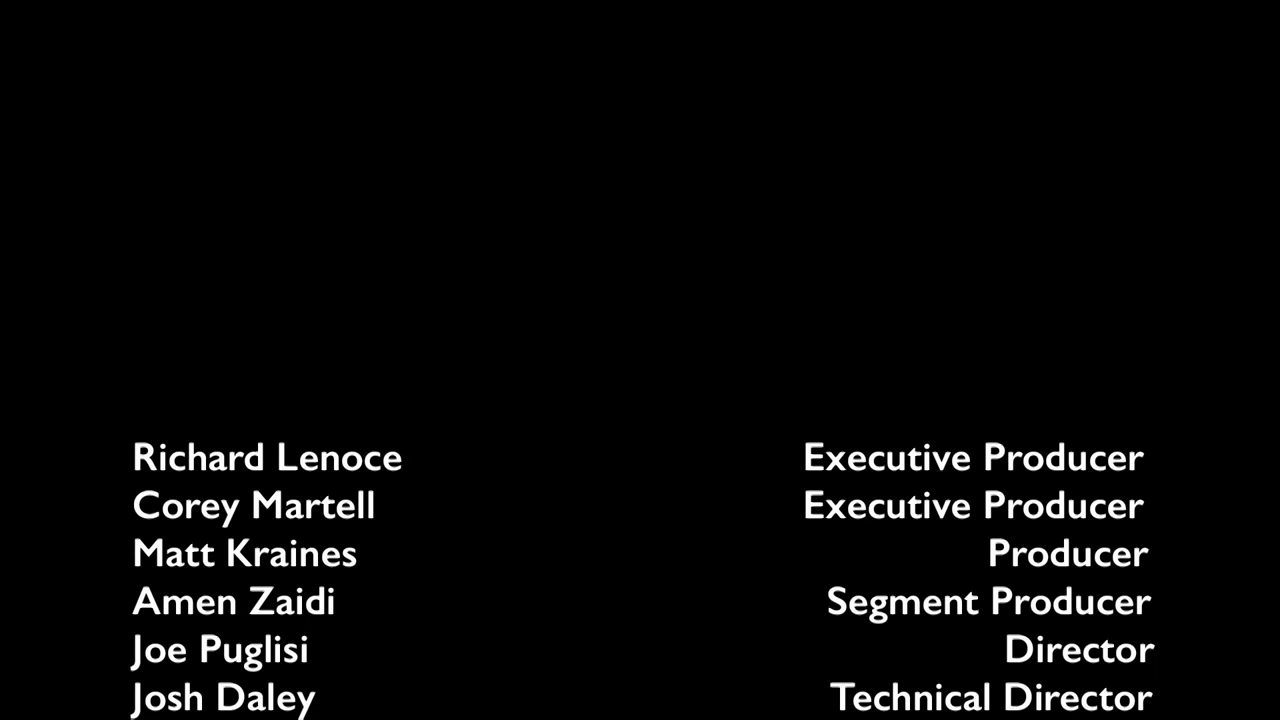 Richard Lenoce Executive Producer
Corey Martell Executive Producer
Matt Kraines Producer
Amen Zaidi Segment Producer
Joe Puglisi Director
Josh Daley Technical Director